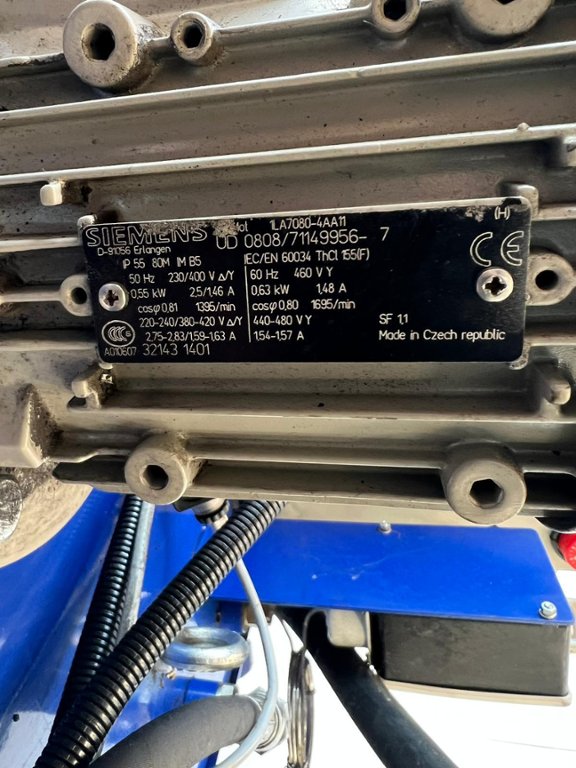 SIEMENS
1LA7080-4AA11
H
D-91056 Erlangen
UD 0808/71149956- 7
CE
IP 55 80M IM B5
IEC/EN 60034 ThCl 155(F)
50 Hz 230/400 V Δ/Y
60 Hz 460 V Y
0,55 kW 2.5/1,46 A
0,63 kW 1,48 A
cosφ 0,81 1395/min
cosφ 0,80 1695/min
220-240/380-420 V Δ/Y
440-480 V Y
SF 1,1
2,75-2,83/1,59-1,63 A
1,54-1,57 A
Made in Czech republic
CCC S
A010607 32143 1401